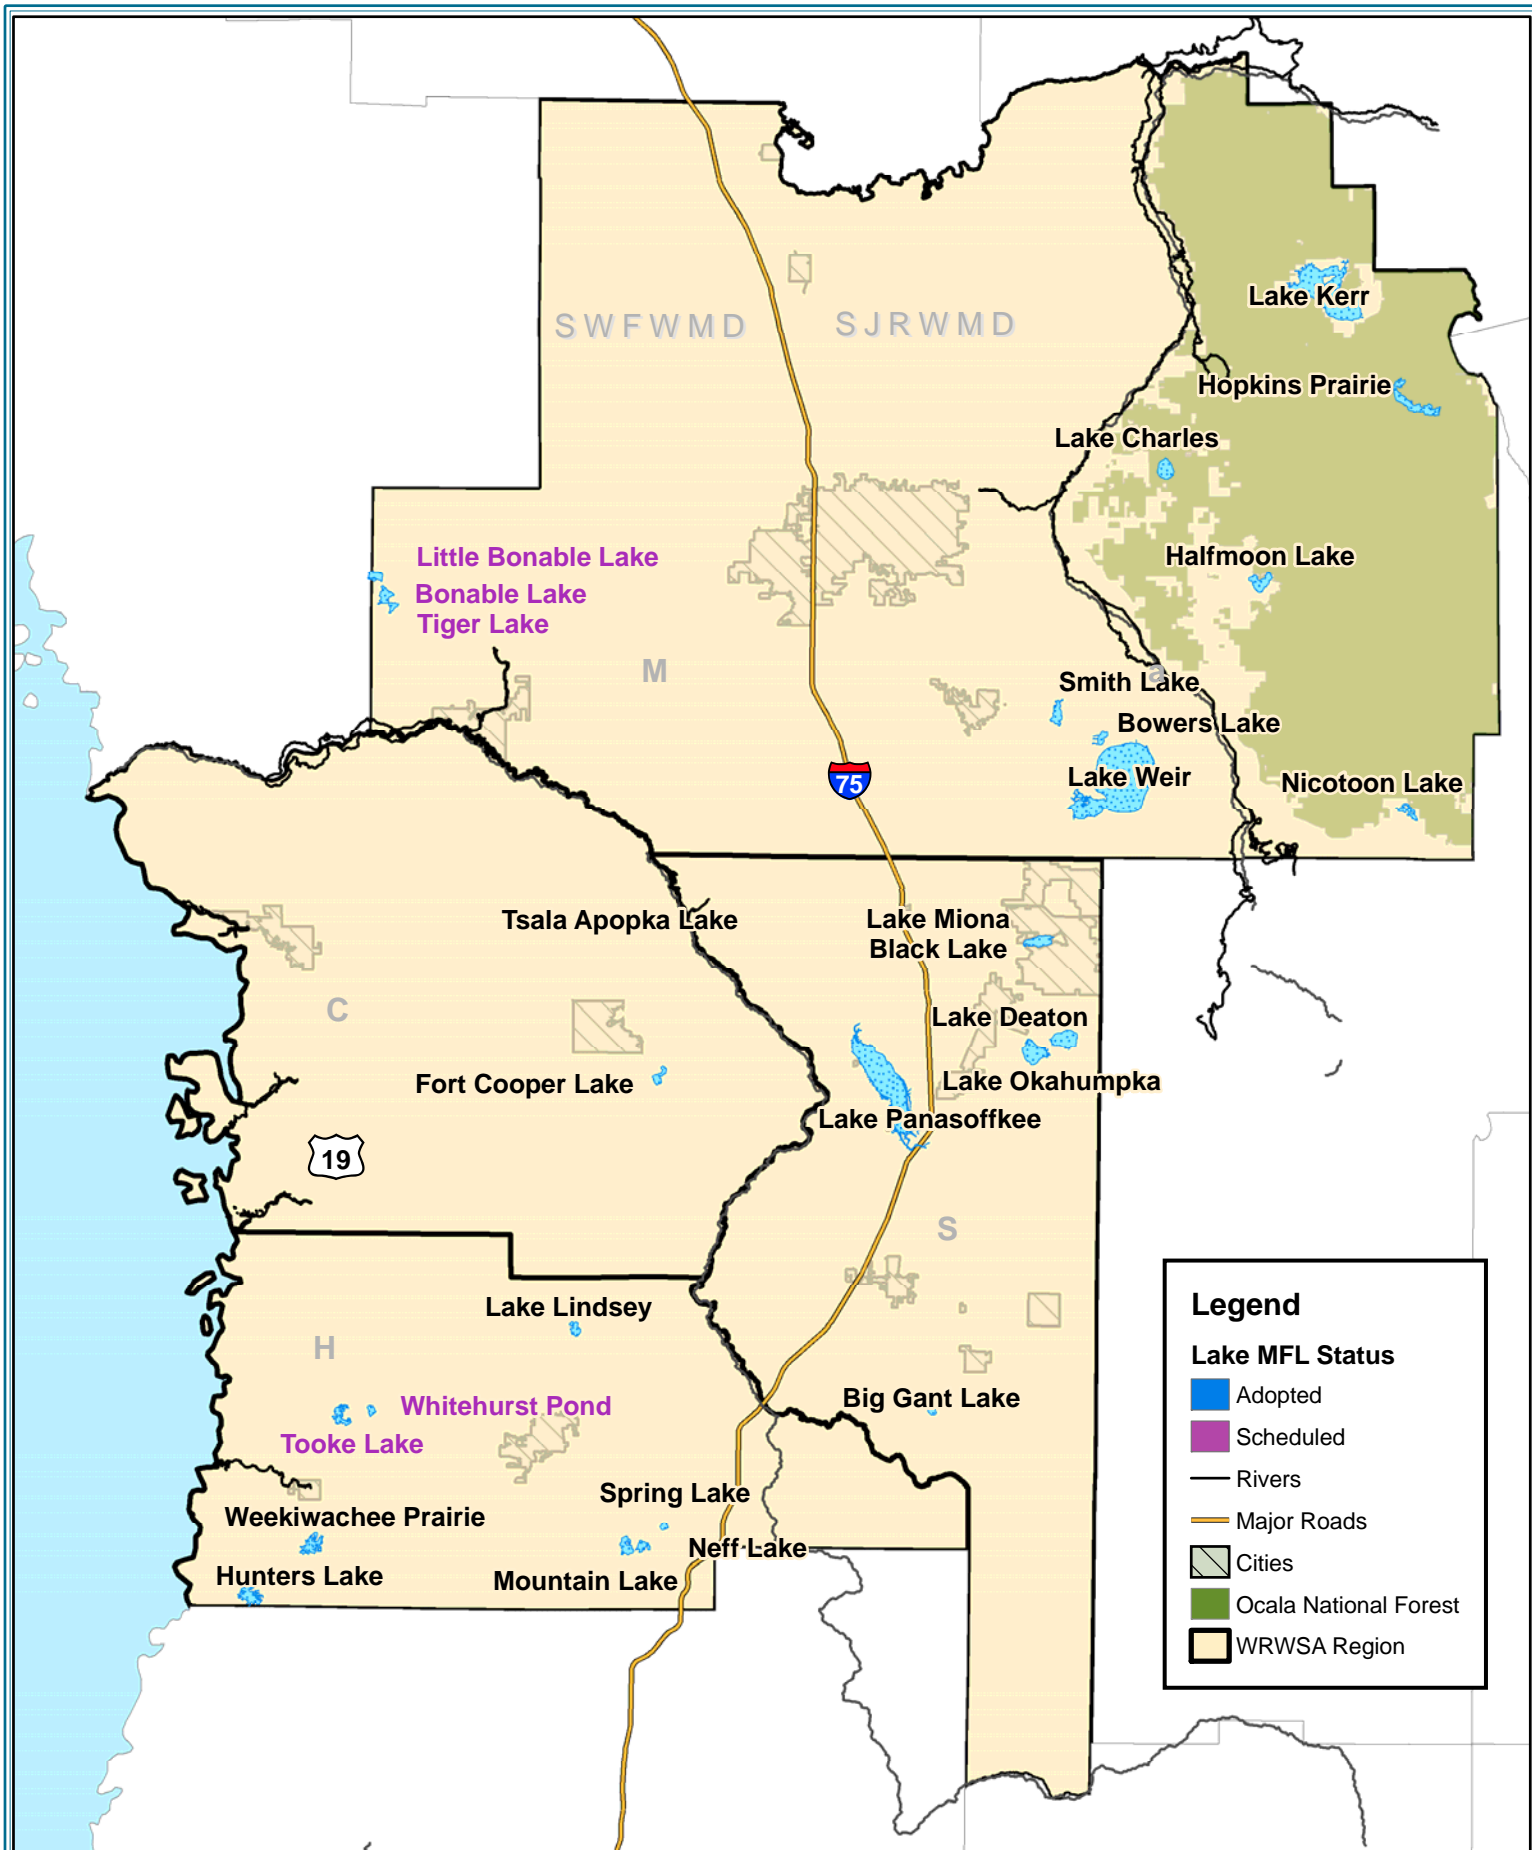 SWFWMD
SJRWMD
Lake Kerr
Hopkins Prairie
Lake Charles
Halfmoon Lake
Little Bonable Lake
Bonable Lake
Tiger Lake
M
a
Smith Lake
Bowers Lake
Lake Weir
75
Nicotoon Lake
Tsala Apopka Lake
Lake Miona
Black Lake
C
Lake Deaton
Fort Cooper Lake
Lake Okahumpka
Lake Panasoffkee
19
S
Lake Lindsey
H
Whitehurst Pond
Tooke Lake
Big Gant Lake
Spring Lake
Weekiwachee Prairie
Neff Lake
Hunters Lake
Mountain Lake
Legend
Lake MFL Status
Adopted
Scheduled
Rivers
Major Roads
Cities
Ocala National Forest
WRWSA Region